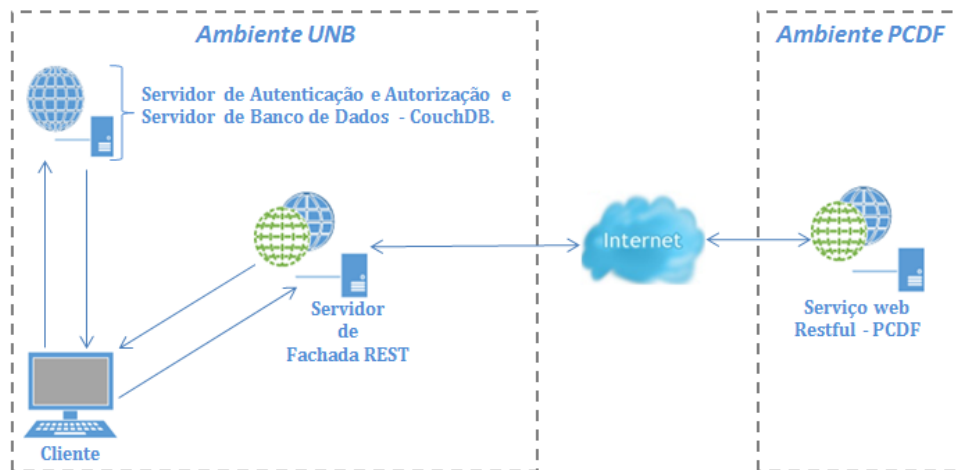 Ambiente UNB
Ambiente PCDF
Servidor de Autenticação e Autorização e
Servidor de Banco de Dados - CouchDB.
Internet
Servidor
de
Fachada REST
Serviço web
Restful - PCDF
Cliente